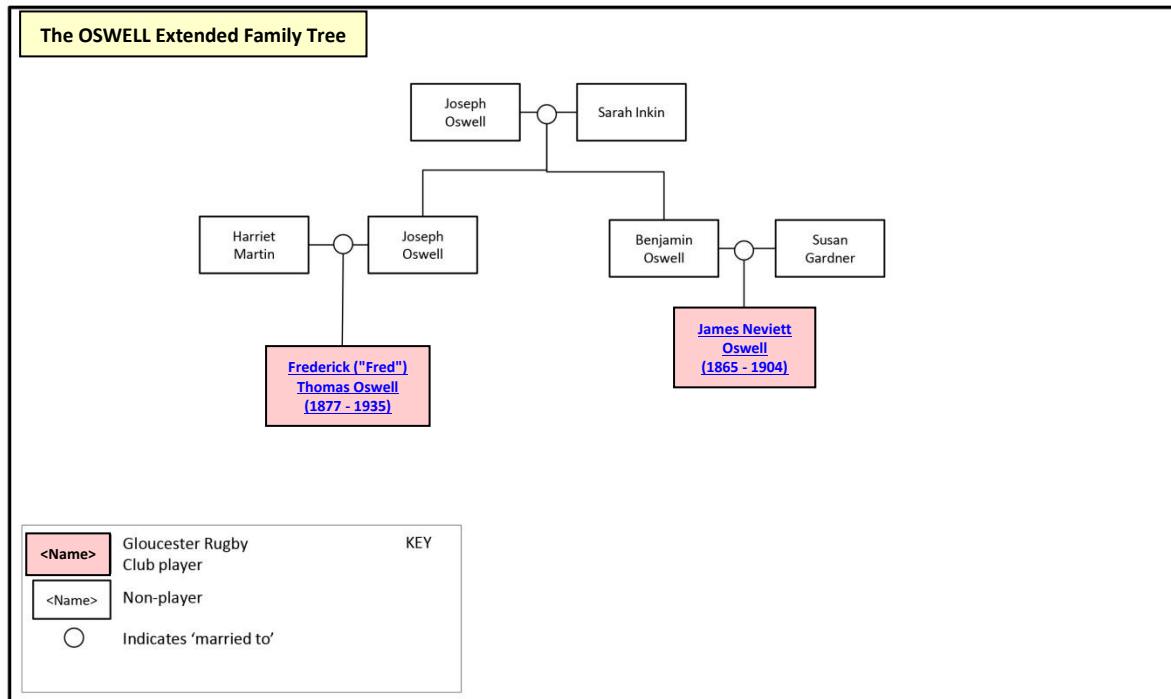 The OSWELL Extended Family Tree
Joseph
Oswell
Sarah Inkin
Harriet
Martin
Joseph
Oswell
Benjamin
Oswell
Susan
Gardner
Frederick ("Fred")
Thomas Oswell
(1877 - 1935)
James Neviett
Oswell
(1865 - 1904)
KEY
<Name>
Gloucester Rugby
Club player
<Name>
Non-player
Indicates ‘married to’